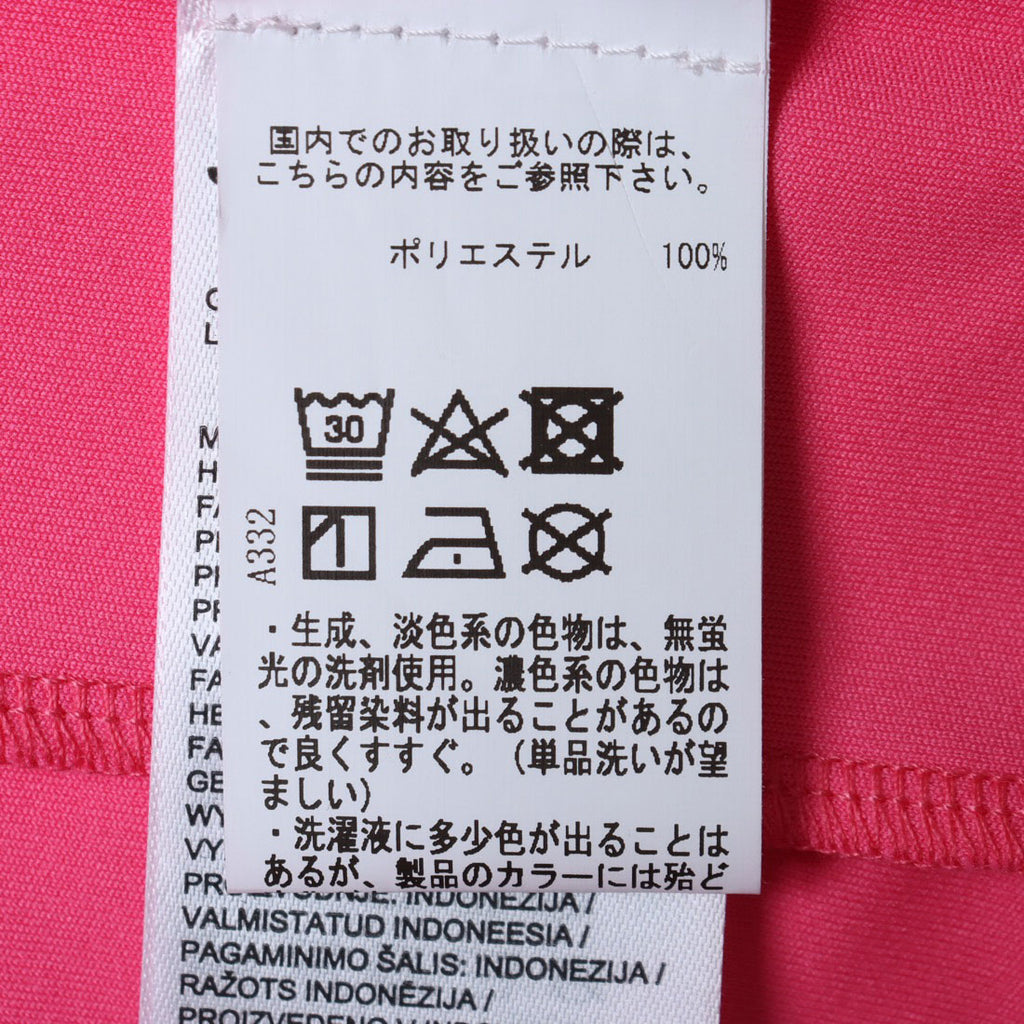 国内でのお取り扱いの際は、
こちらの内容をご参照下さい。
ポリエステル 100%
30
A332
・生成、淡色系の色物は、無蛍
光の洗剤使用。濃色系の色物は
、残留染料が出ることがあるの
で良くすすぐ。（単品洗いが望
ましい）
・洗濯液に多少色が出ることは
あるが、製品のカラーには殆ど
INDONEZIJA /
VALMISTATUD INDONEESIA /
PAGAMINIMO ŠALIS: INDONEZIJA /
RAŽOTS INDONĒZIJA /